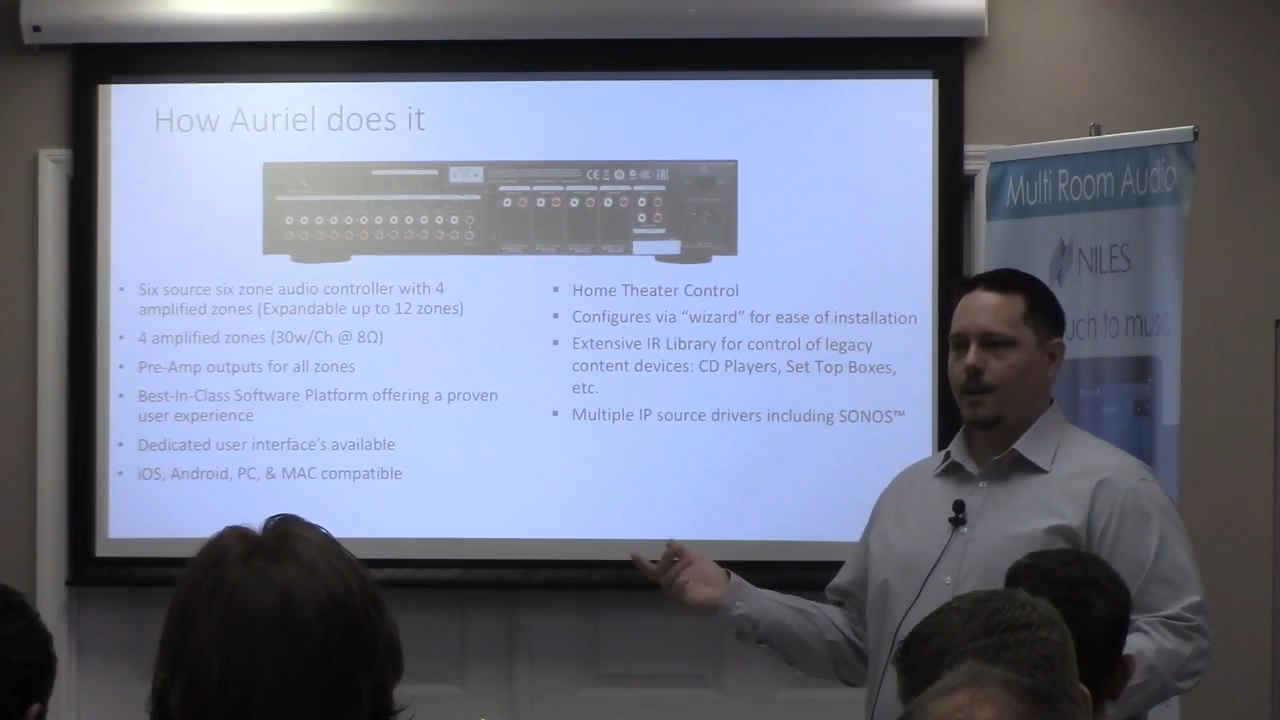 How Auriel does it
• Six source six zone audio controller with 4
amplified zones (Expandable up to 12 zones)
• 4 amplified zones (30w/Ch @ 8Ω)
• Pre-Amp outputs for all zones
• Best-In-Class Software Platform offering a proven
user experience
• Dedicated user interface's available
• iOS, Android, PC, & MAC compatible
▪ Home Theater Control
▪ Configures via “wizard” for ease of installation
▪ Extensive IR Library for control of legacy
content devices: CD Players, Set Top Boxes,
etc.
▪ Multiple IP source drivers including SONOS™
Multi Room Audio
NILES